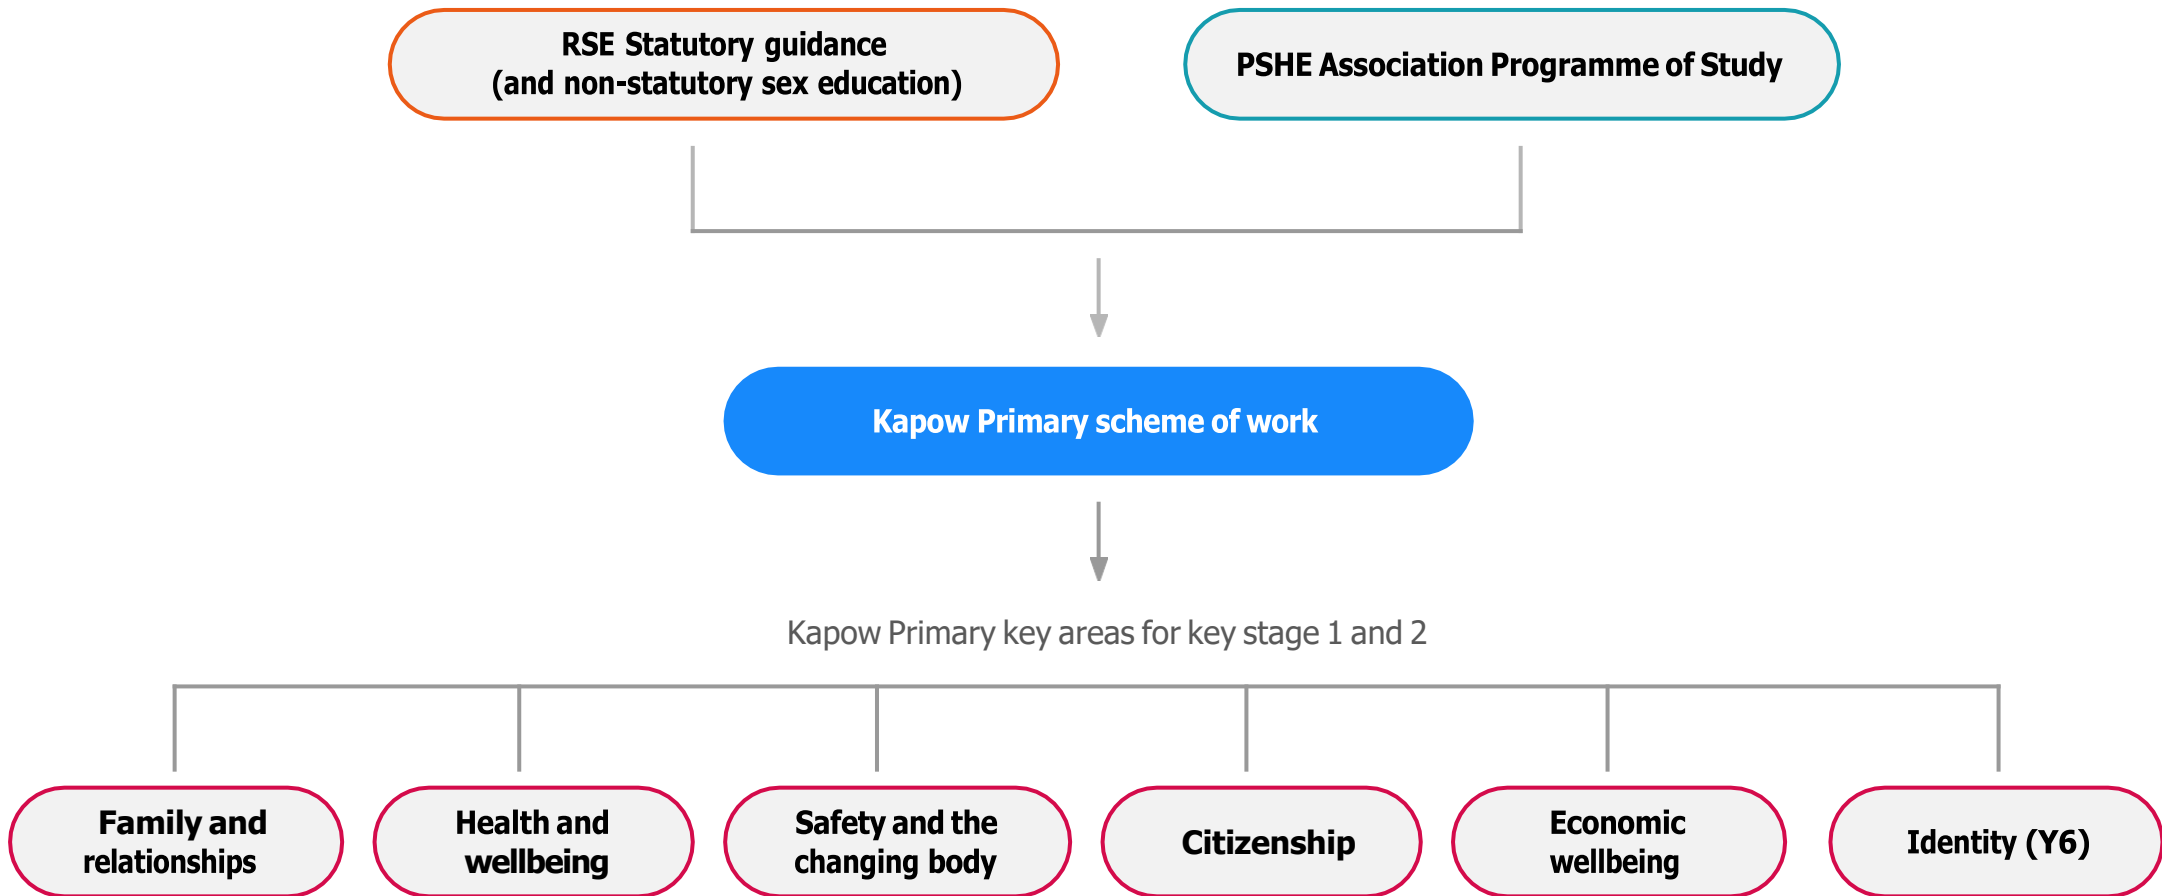 RSE Statutory guidance
(and non-statutory sex education)
PSHE Association Programme of Study
Kapow Primary scheme of work
Kapow Primary key areas for key stage 1 and 2
Family and
relationships
Health and
wellbeing
Safety and the
changing body
Citizenship
Economic
wellbeing
Identity (Y6)